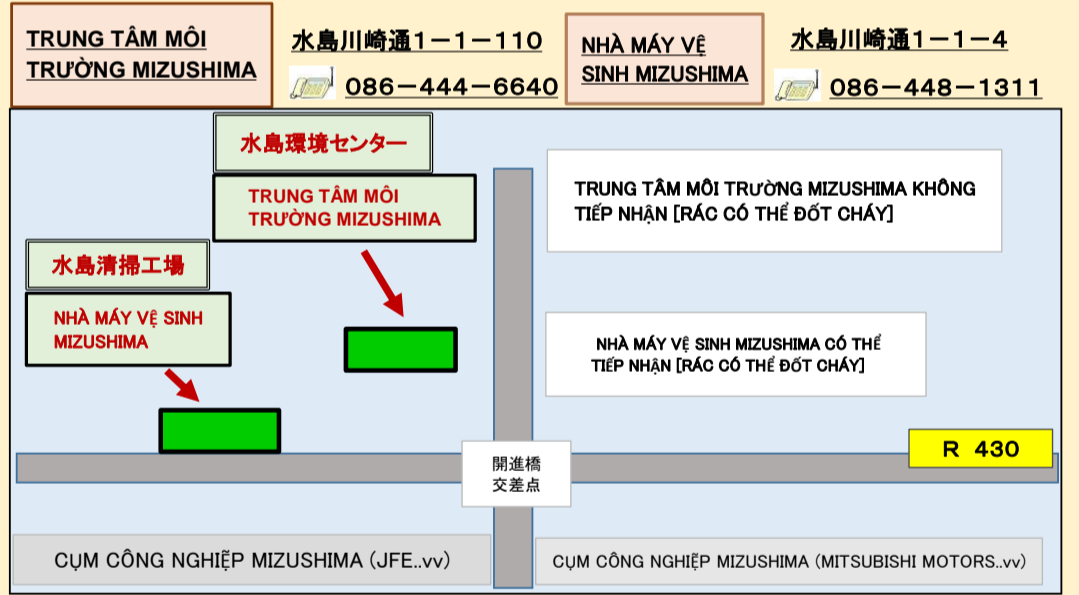 TRUNG TÂM MÔI
TRƯỜNG MIZUSHIMA
水島川崎通1-1-110
086-444-6640
NHÀ MÁY VỆ
SINH MIZUSHIMA
水島川崎通1-1-4
086-448-1311
水島環境センター
TRUNG TÂM MÔI
TRƯỜNG MIZUSHIMA
TRUNG TÂM MÔI TRƯỜNG MIZUSHIMA KHÔNG
TIẾP NHẬN [RÁC CÓ THỂ ĐỐT CHÁY]
水島清掃工場
NHÀ MÁY VỆ SINH
MIZUSHIMA
NHÀ MÁY VỆ SINH MIZUSHIMA CÓ THỂ
TIẾP NHẬN [RÁC CÓ THỂ ĐỐT CHÁY]
R 430
開進橋
交差点
CỤM CÔNG NGHIỆP MIZUSHIMA (JFE..vv)
CỤM CÔNG NGHIỆP MIZUSHIMA (MITSUBISHI MOTORS..vv)